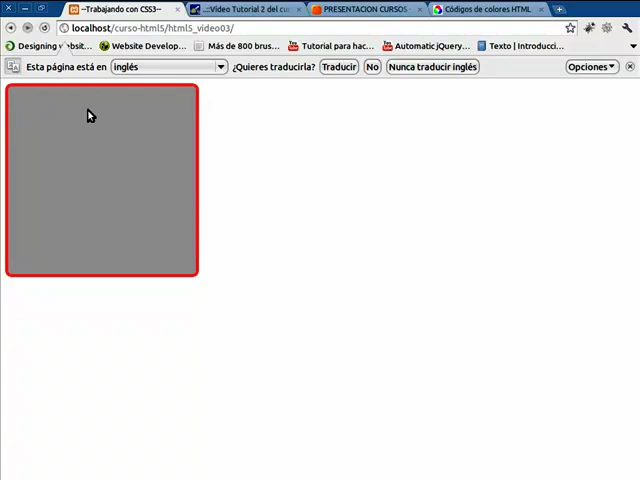 --Trabajando con CSS3--
..::Video Tutorial 2 del cu
PRESENTACION CURSOS
Códigos de colores HTML
localhost/curso-html5/html5_video03/
Designing
bsit...
Website Develop...
Más de 800 brus...
Tutorial para hac...
Automatic jQuery...
Texto | Introducci...
Esta página está en
inglés
¿Quieres traducirla?
Traducir
No
Nunca traducir inglés
Opciones